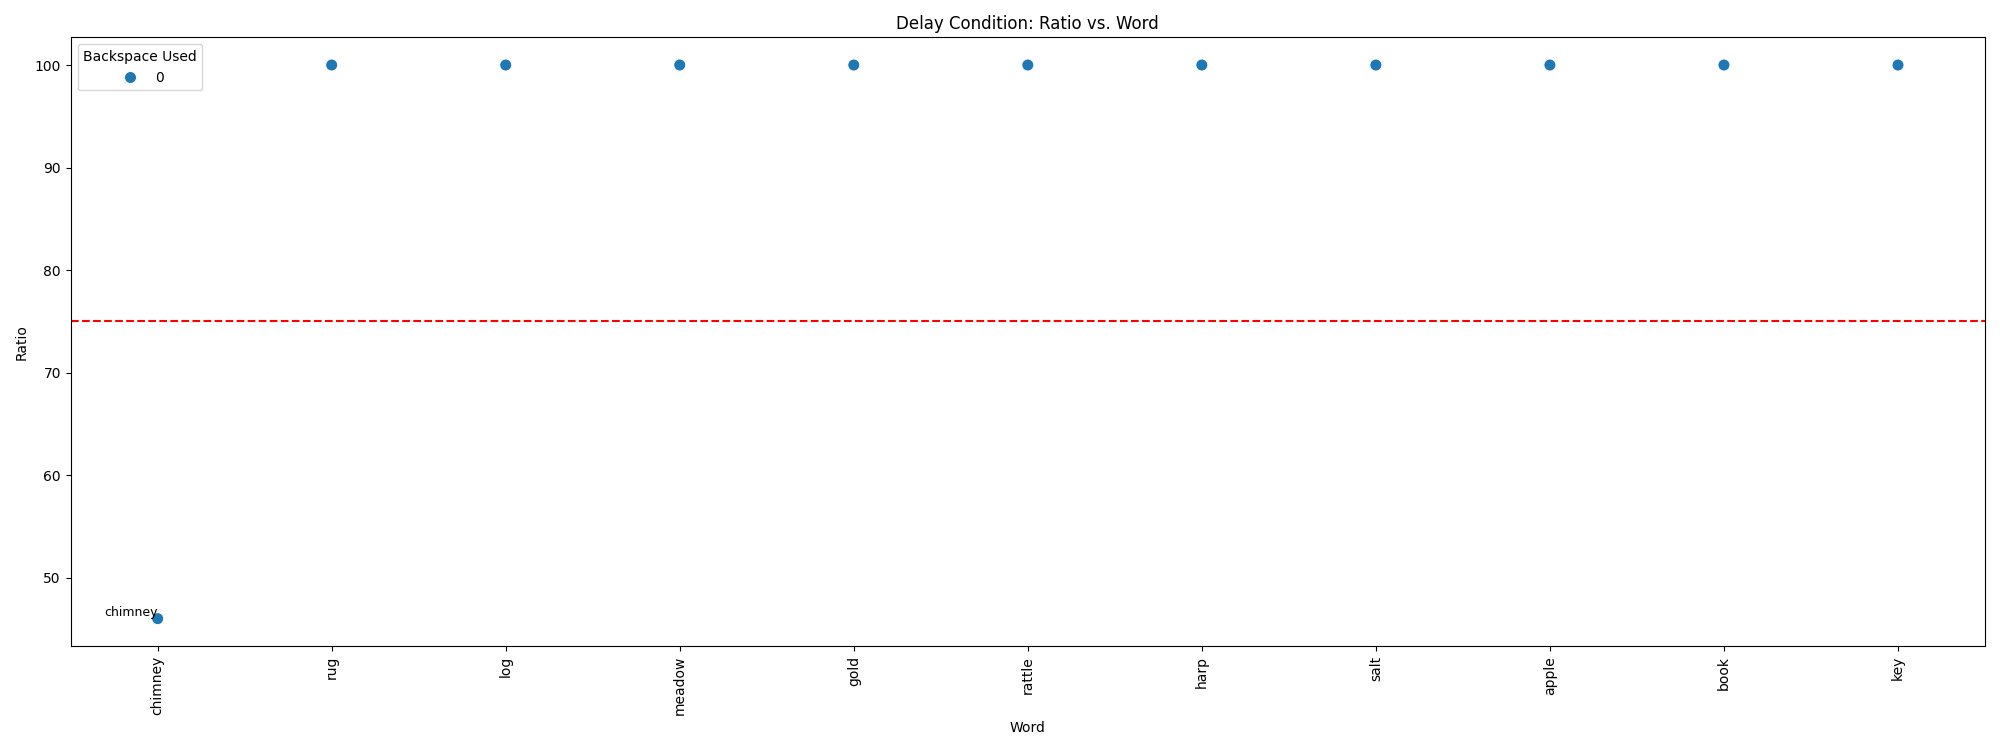 Delay Condition: Ratio vs. Word
Backspace Used
0
100
90
80
70
60
50
Ratio
chimney
chimney
rug
log
meadow
gold
rattle
harp
salt
apple
book
key
Word